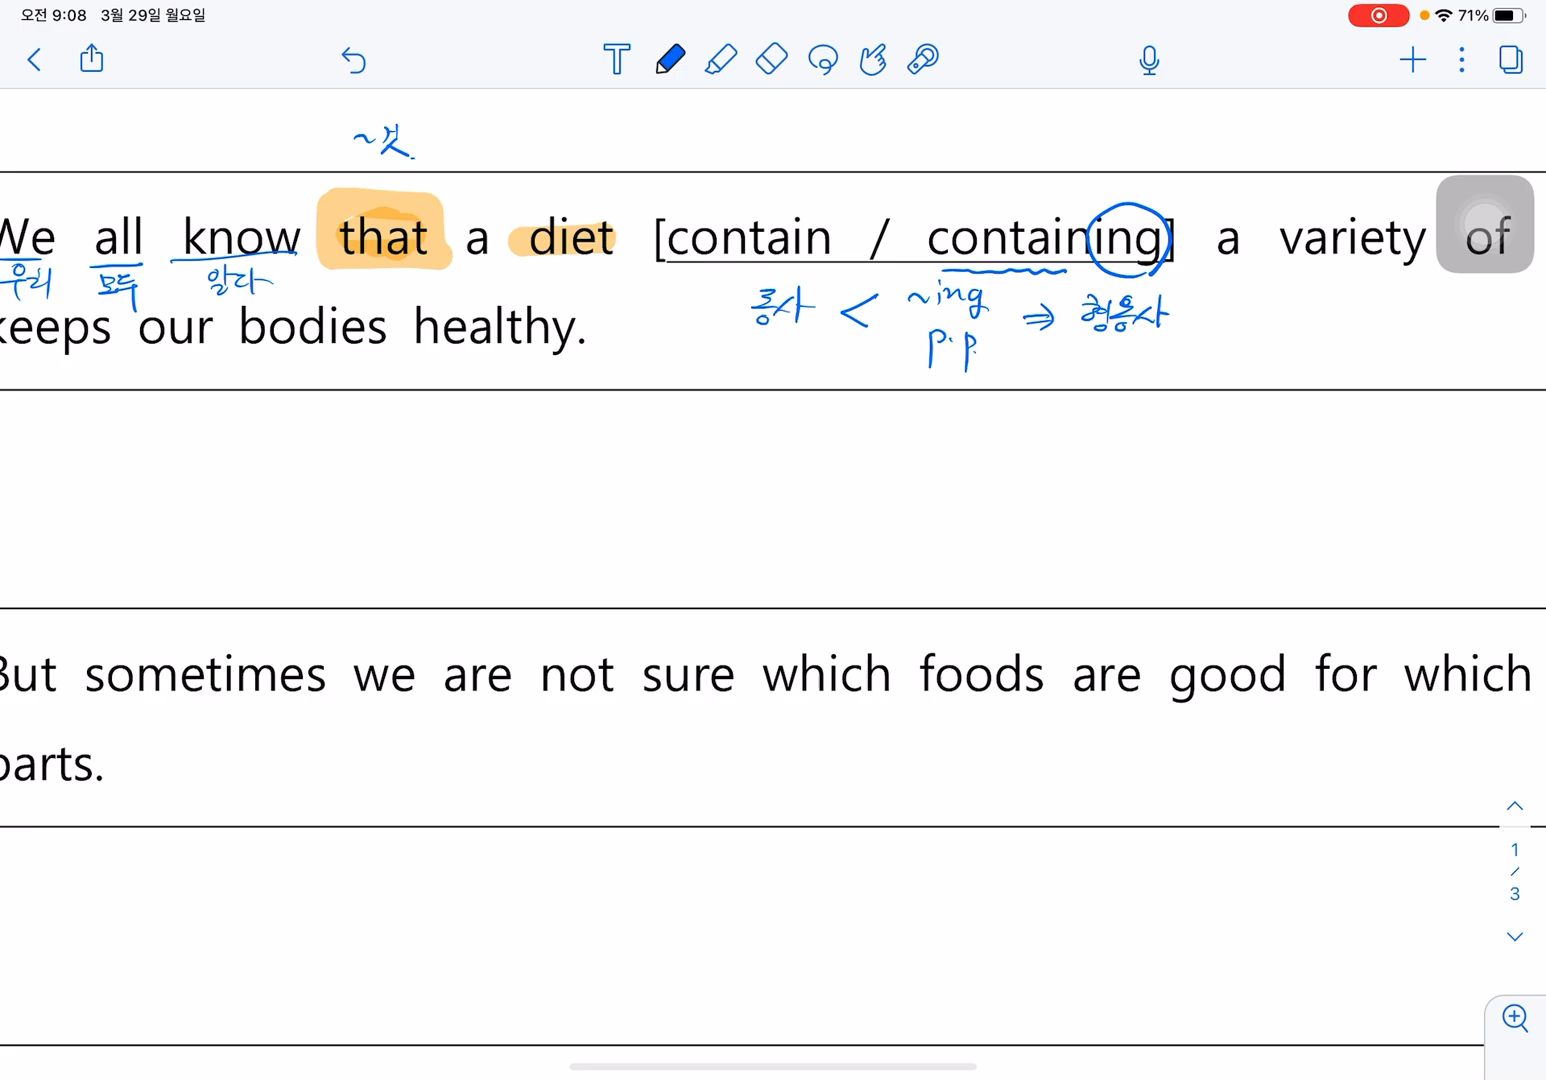 오전 9:08 3월 29일 월요일 71%
~것.
We all know that a diet [contain / containing] a variety of
우리 모두 알다 동사 < ~ing ⇒ 형용사
p.p.
keeps our bodies healthy.
But sometimes we are not sure which foods are good for which
parts.
1
/
3